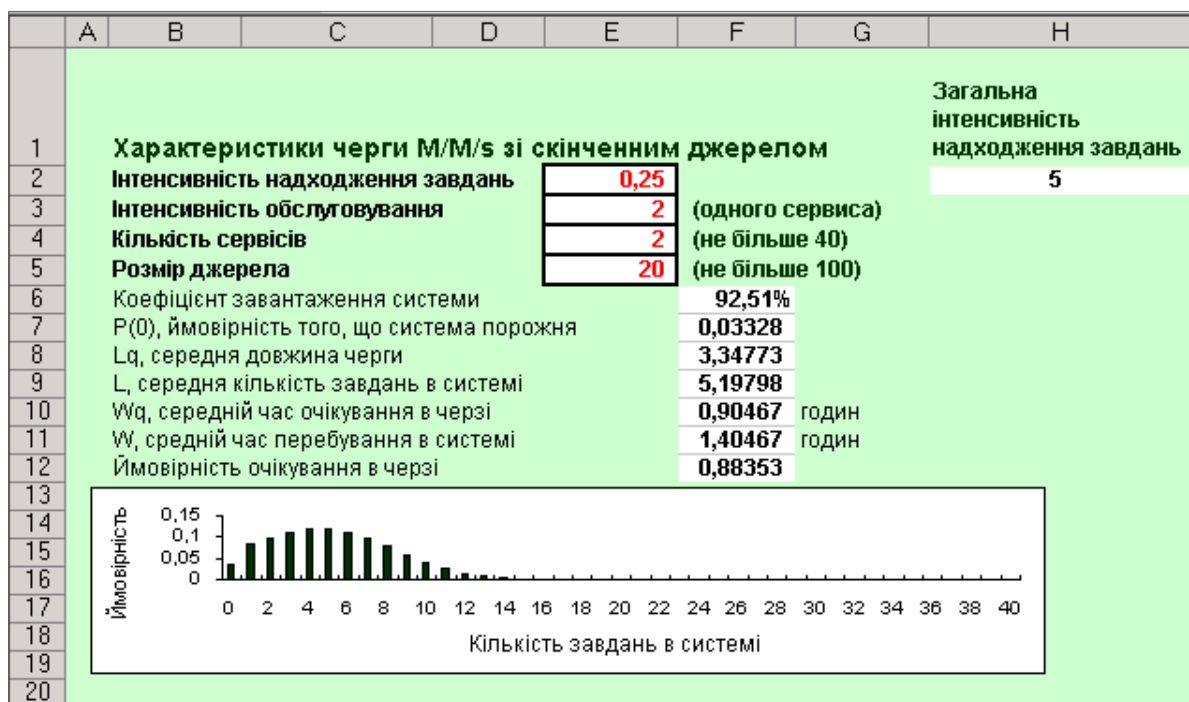 A B C D E F G H
Загальна
інтенсивність
1 Характеристики черги M/M/s зі скінченним джерелом надходження завдань
2 Інтенсивність надходження завдань 0,25 5
3 Інтенсивність обслуговування 2 (одного сервиса)
4 Кількість сервісів 2 (не більше 40)
5 Розмір джерела 20 (не більше 100)
6 Коефіцієнт завантаження системи 92,51%
7 P(0), ймовірність того, що система порожня 0,03328
8 Lq, середня довжина черги 3,34773
9 L, середня кількість завдань в системі 5,19798
10 Wq, середній час очікування в черзі 0,90467 годин
11 W, средній час перебування в системі 1,40467 годин
12 Ймовірність очікування в черзі 0,88353
13
14
15
16
17
18
19
20
Ймовірність
0,15
0,1
0,05
0
0 2 4 6 8 10 12 14 16 18 20 22 24 26 28 30 32 34 36 38 40
Кількість завдань в системі